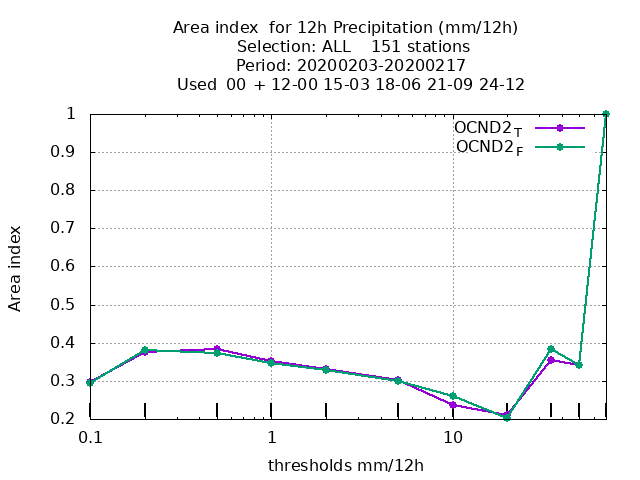 Area index  for 12h Precipitation (mm/12h)
Selection: ALL    151 stations
Period: 20200203-20200217
Used  00 + 12-00 15-03 18-06 21-09 24-12
OCND2_T
OCND2_F
1
0.9
0.8
0.7
0.6
0.5
0.4
0.3
0.2
Area index
0.1 1 10
thresholds mm/12h